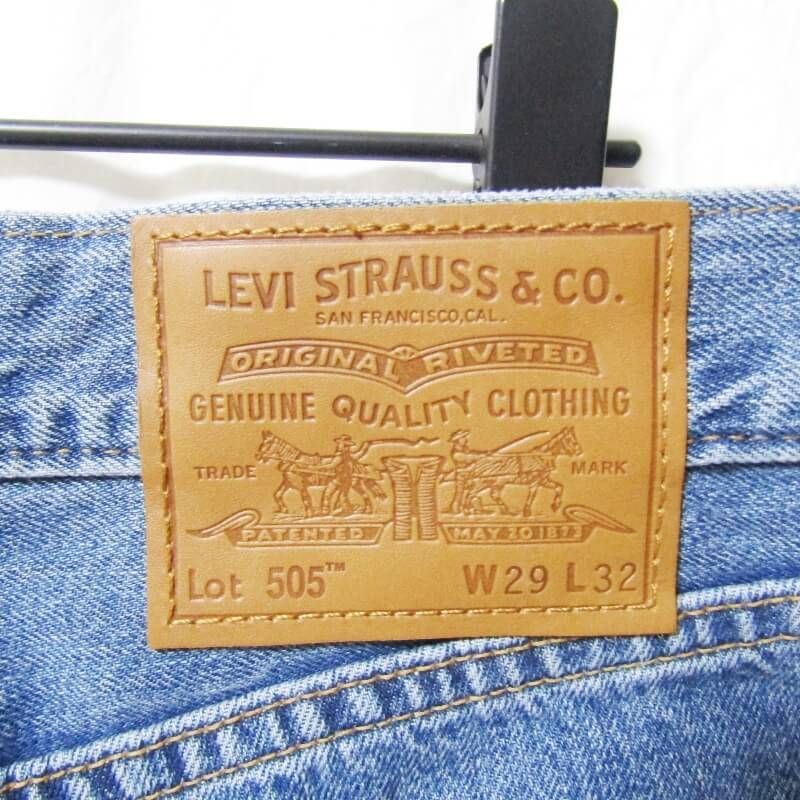 LEVI STRAUSS & CO.
SAN FRANCISCO, CAL.
ORIGINAL RIVETED
GENUINE QUALITY CLOTHING
TRADE MARK
PATENTED MAY 20 1873
Lot 505™ W29 L32